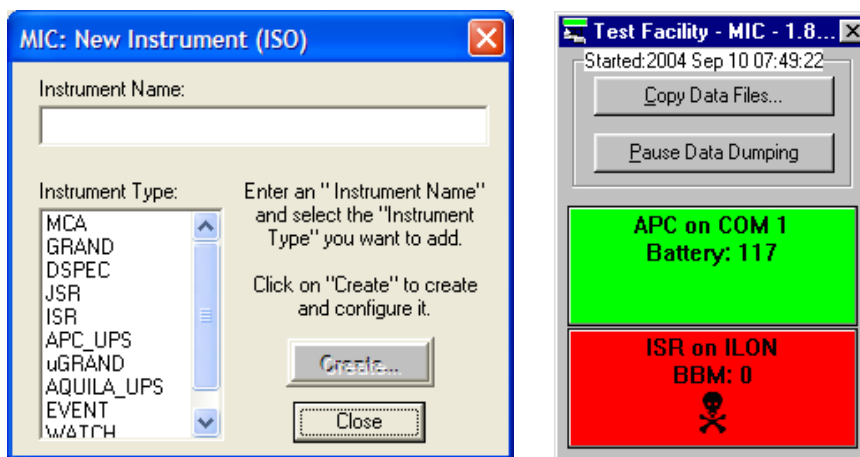 MIC: New Instrument (ISO)
Instrument Name:
Instrument Type:
MCA
GRAND
DSPEC
JSR
ISR
APC_UPS
uGRAND
AQUILA_UPS
EVENT
WATCH
Enter an "Instrument Name"
and select the "Instrument
Type" you want to add.
Click on "Create" to create
and configure it.
Create...
Close
Test Facility - MIC - 1.8...
Started:2004 Sep 10 07:49:22
Copy Data Files...
Pause Data Dumping
APC on COM 1
Battery: 117
ISR on ILON
BBM: 0